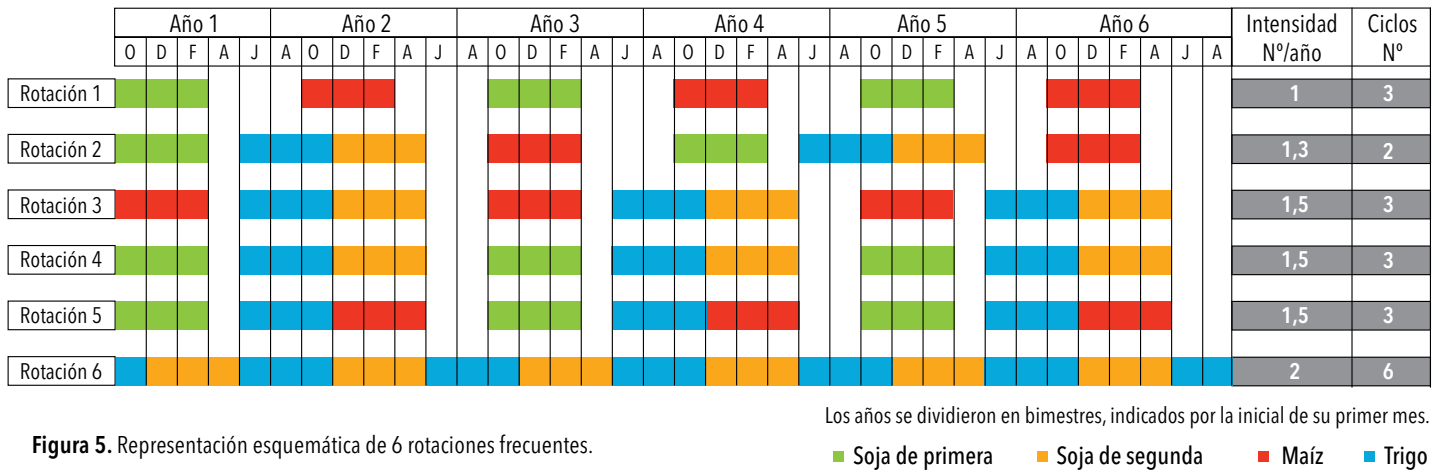 Año 1 Año 2 Año 3 Año 4 Año 5 Año 6 Intensidad Ciclos
O D F A J A O D F A J A O D F A J A O D F A J A O D F A J A O D F A J A Nº/año Nº
Rotación 1 1 3
Rotación 2 1,3 2
Rotación 3 1,5 3
Rotación 4 1,5 3
Rotación 5 1,5 3
Rotación 6 2 6
Los años se dividieron en bimestres, indicados por la inicial de su primer mes.
Figura 5. Representación esquemática de 6 rotaciones frecuentes.
Soja de primera Soja de segunda Maíz Trigo